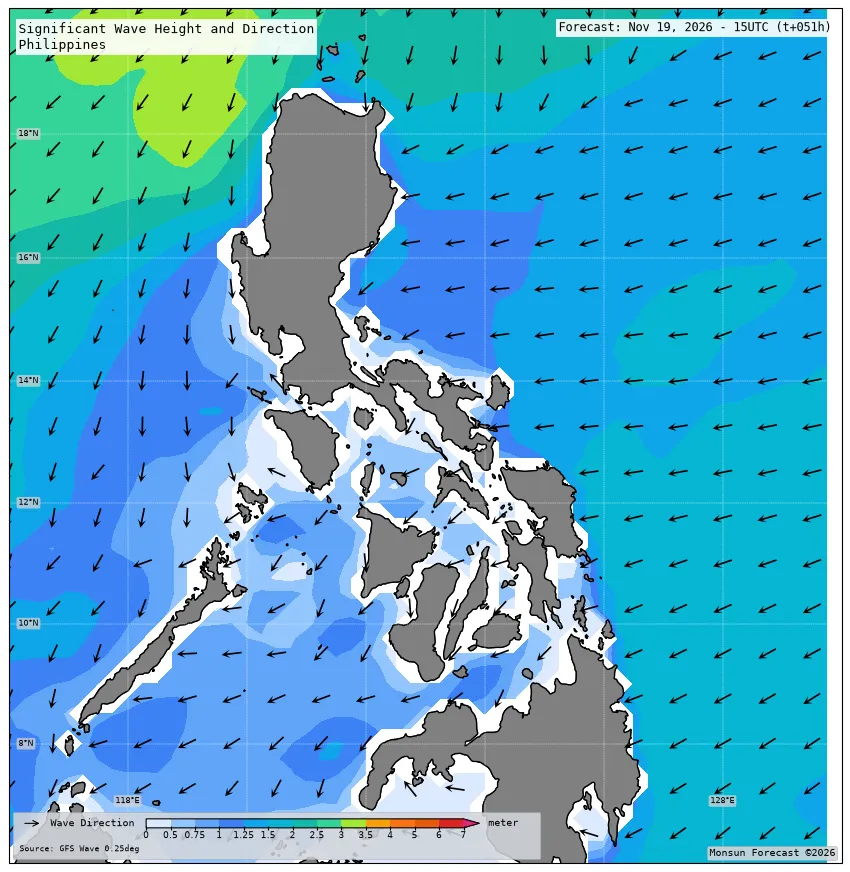 Significant Wave Height and Direction
Philippines
Forecast: Nov 19, 2026 - 15UTC (t+051h)
18°N
16°N
14°N
12°N
10°N
8°N
118°E
128°E
Wave Direction
0 0.5 0.75 1 1.25 1.5 2 2.5 3 3.5 4 5 6 7
meter
Source: GFS Wave 0.25deg
Monsun Forecast ©2026